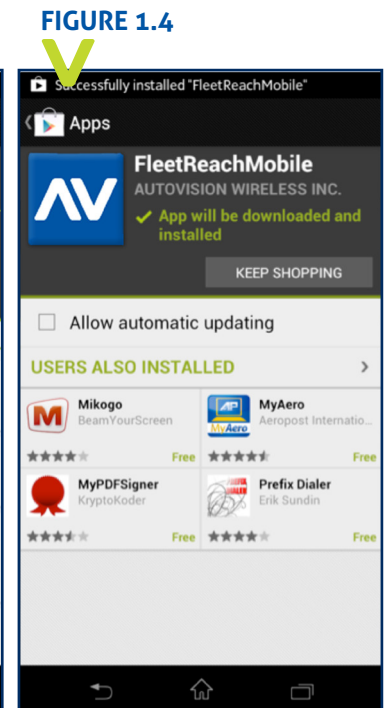 FIGURE 1.4
Successfully installed "FleetReachMobile"
Apps
AV
FleetReachMobile
AUTOVISION WIRELESS INC.
App will be downloaded and
installed
KEEP SHOPPING
Allow automatic updating
USERS ALSO INSTALLED
M
Mikogo
BeamYourScreen
Free
AP
MyAero
MyAero
Aeropost Internatio...
Free
MyPDFSigner
KryptoKoder
Free
Prefix Dialer
Erik Sundin
Free